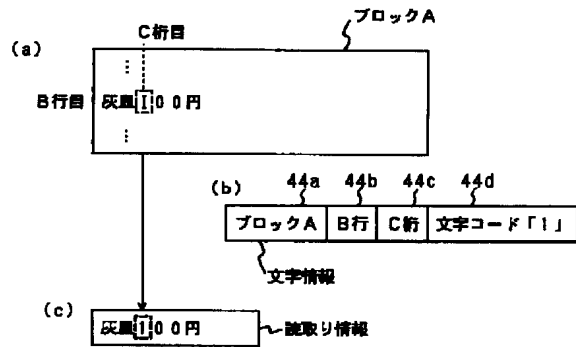 ブロックA
(a)
C桁目
⋮
B行目 灰皿I00円
⋮
(b)
44a 44b 44c 44d
ブロックA B行 C桁 文字コード「1」
文字情報
(c)
灰皿100円
読取り情報